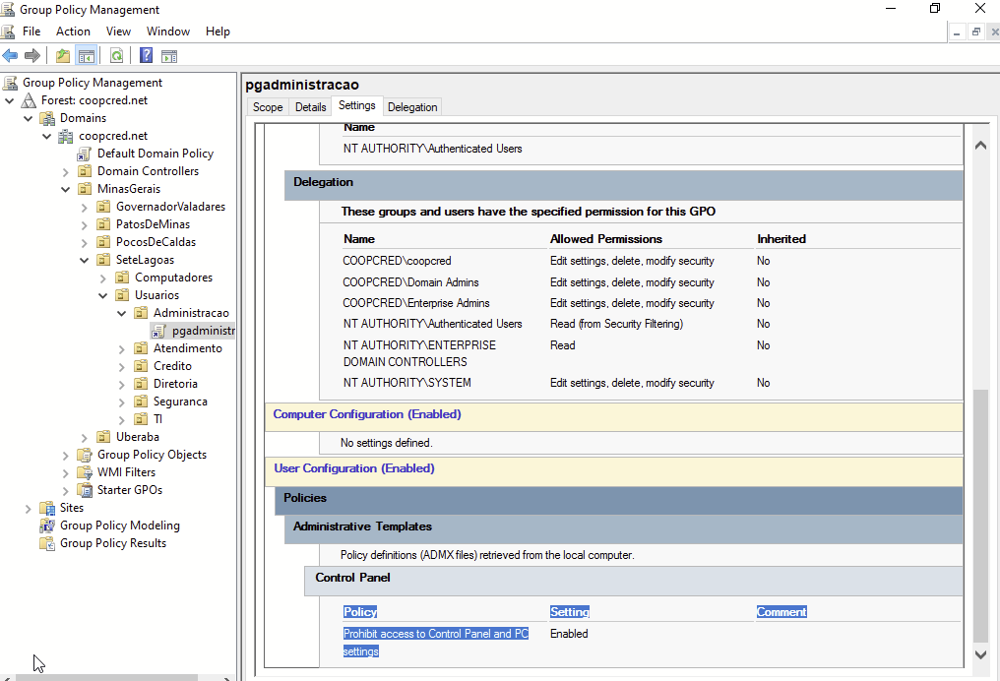 Group Policy Management
File Action View Window Help
Group Policy Management
Forest: coopcred.net
Domains
coopcred.net
Default Domain Policy
Domain Controllers
MinasGerais
GovernadorValadares
PatosDeMinas
PocosDeCaldas
SeteLagoas
Computadores
Usuarios
Administracao
pgadministr
Atendimento
Credito
Diretoria
Seguranca
TI
Uberaba
Group Policy Objects
WMI Filters
Starter GPOs
Sites
Group Policy Modeling
Group Policy Results
pgadministracao
Scope Details Settings Delegation
Name
NT AUTHORITY\Authenticated Users
Delegation
These groups and users have the specified permission for this GPO
Name Allowed Permissions Inherited
COOPCRED\coopcred Edit settings, delete, modify security No
COOPCRED\Domain Admins Edit settings, delete, modify security No
COOPCRED\Enterprise Admins Edit settings, delete, modify security No
NT AUTHORITY\Authenticated Users Read (from Security Filtering) No
NT AUTHORITY\ENTERPRISE Read No
DOMAIN CONTROLLERS
NT AUTHORITY\SYSTEM Edit settings, delete, modify security No
Computer Configuration (Enabled)
No settings defined.
User Configuration (Enabled)
Policies
Administrative Templates
Policy definitions (ADMX files) retrieved from the local computer.
Control Panel
Policy Setting Comment
Prohibit access to Control Panel and PC Enabled
settings